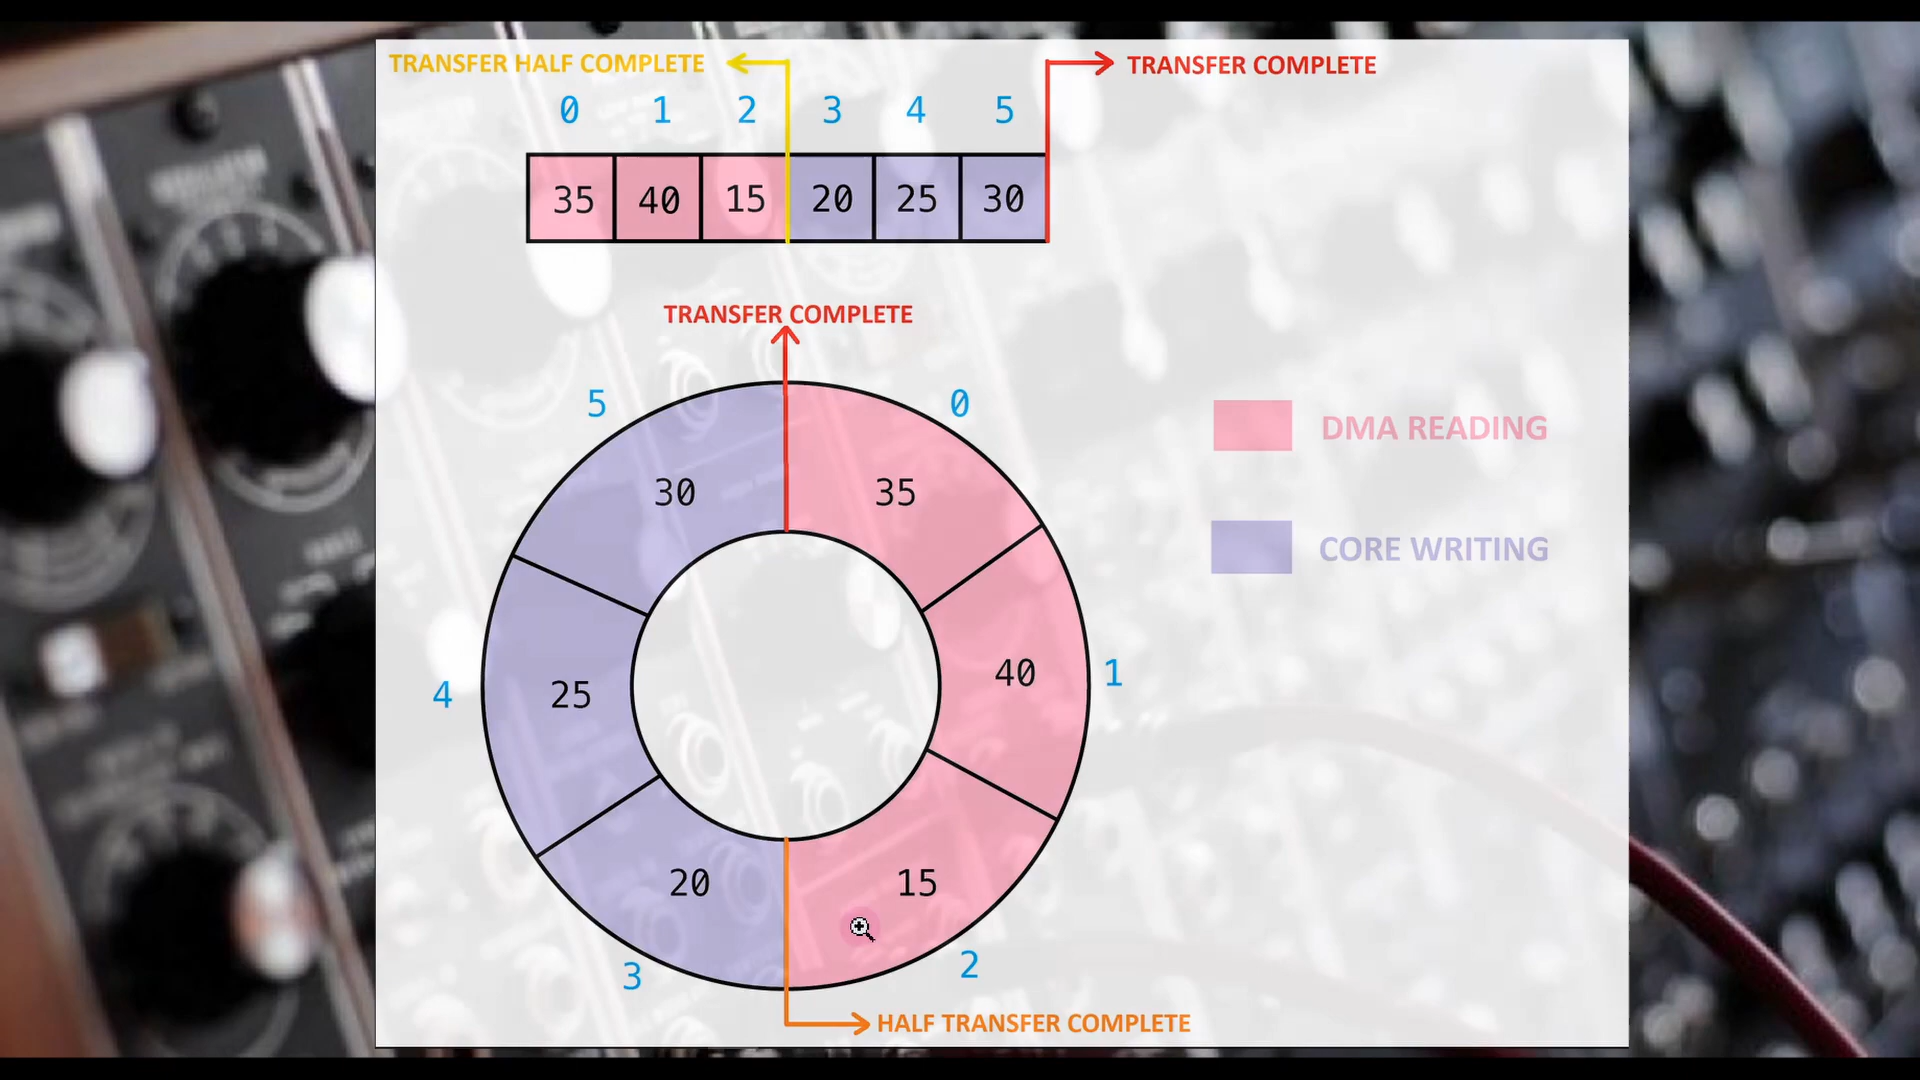 TRANSFER HALF COMPLETE
TRANSFER COMPLETE
0 1 2 3 4 5
35 40 15 20 25 30
TRANSFER COMPLETE
5 0
30 35
DMA READING
CORE WRITING
40 1
4 25
20 15
3 2
HALF TRANSFER COMPLETE